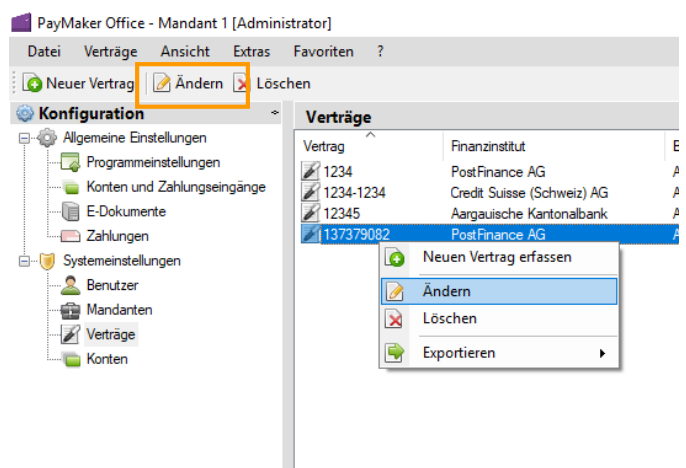 PayMaker Office - Mandant 1 [Administrator]
Datei Verträge Ansicht Extras Favoriten ?
Neuer Vertrag Ändern Löschen
Konfiguration
Allgemeine Einstellungen
Programmeinstellungen
Konten und Zahlungseingänge
E-Dokumente
Zahlungen
Systemeinstellungen
Benutzer
Mandanten
Verträge
Konten
Verträge
Vertrag Finanzinstitut
1234 PostFinance AG A
1234-1234 Credit Suisse (Schweiz) AG A
12345 Aargauische Kantonalbank A
137379082 PostFinance AG A
Neuen Vertrag erfassen
Ändern
Löschen
Exportieren